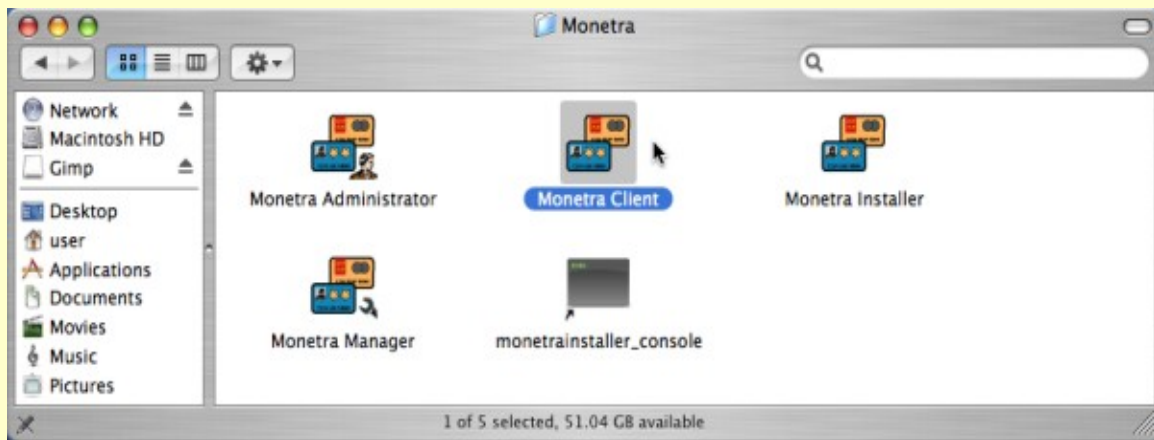 Monetra
Network
Macintosh HD
Gimp
Desktop
user
Applications
Documents
Movies
Music
Pictures
Monetra Administrator
Monetra Client
Monetra Installer
Monetra Manager
monetrainstaller_console
1 of 5 selected, 51.04 GB available